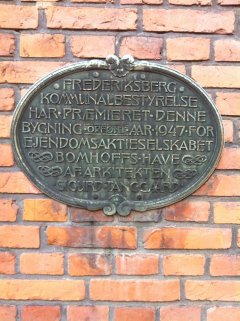 FREDERIKSBERG
KOMMUNALBESTYRELSE
HAR PRÆMIERET DENNE
BYGNING OPFØRT AAR 1947 FOR
EJENDOMSAKTIESELSKABET
BOMHOFFS HAVE
AF ARKITEKTEN
SIGURD TANGGAARD